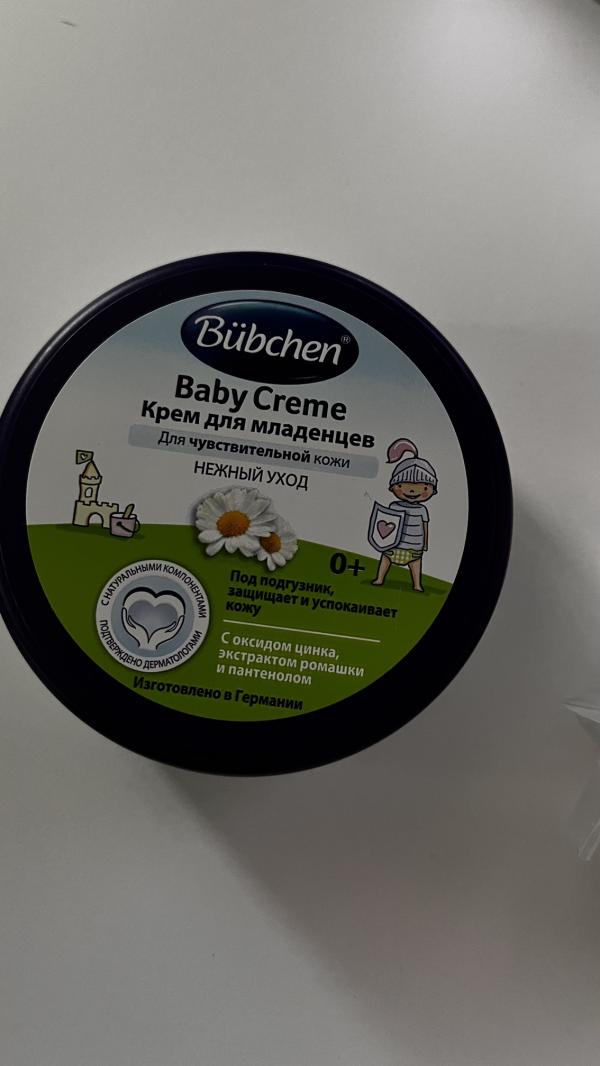 Bübchen®
Baby Creme
Крем для младенцев
Для чувствительной кожи
НЕЖНЫЙ УХОД
0+
Под подгузник,
защищает и успокаивает
кожу
С НАТУРАЛЬНЫМИ КОМПОНЕНТАМИ
ПОДТВЕРЖДЕНО ДЕРМАТОЛОГАМИ
С оксидом цинка,
экстрактом ромашки
и пантенолом
Изготовлено в Германии